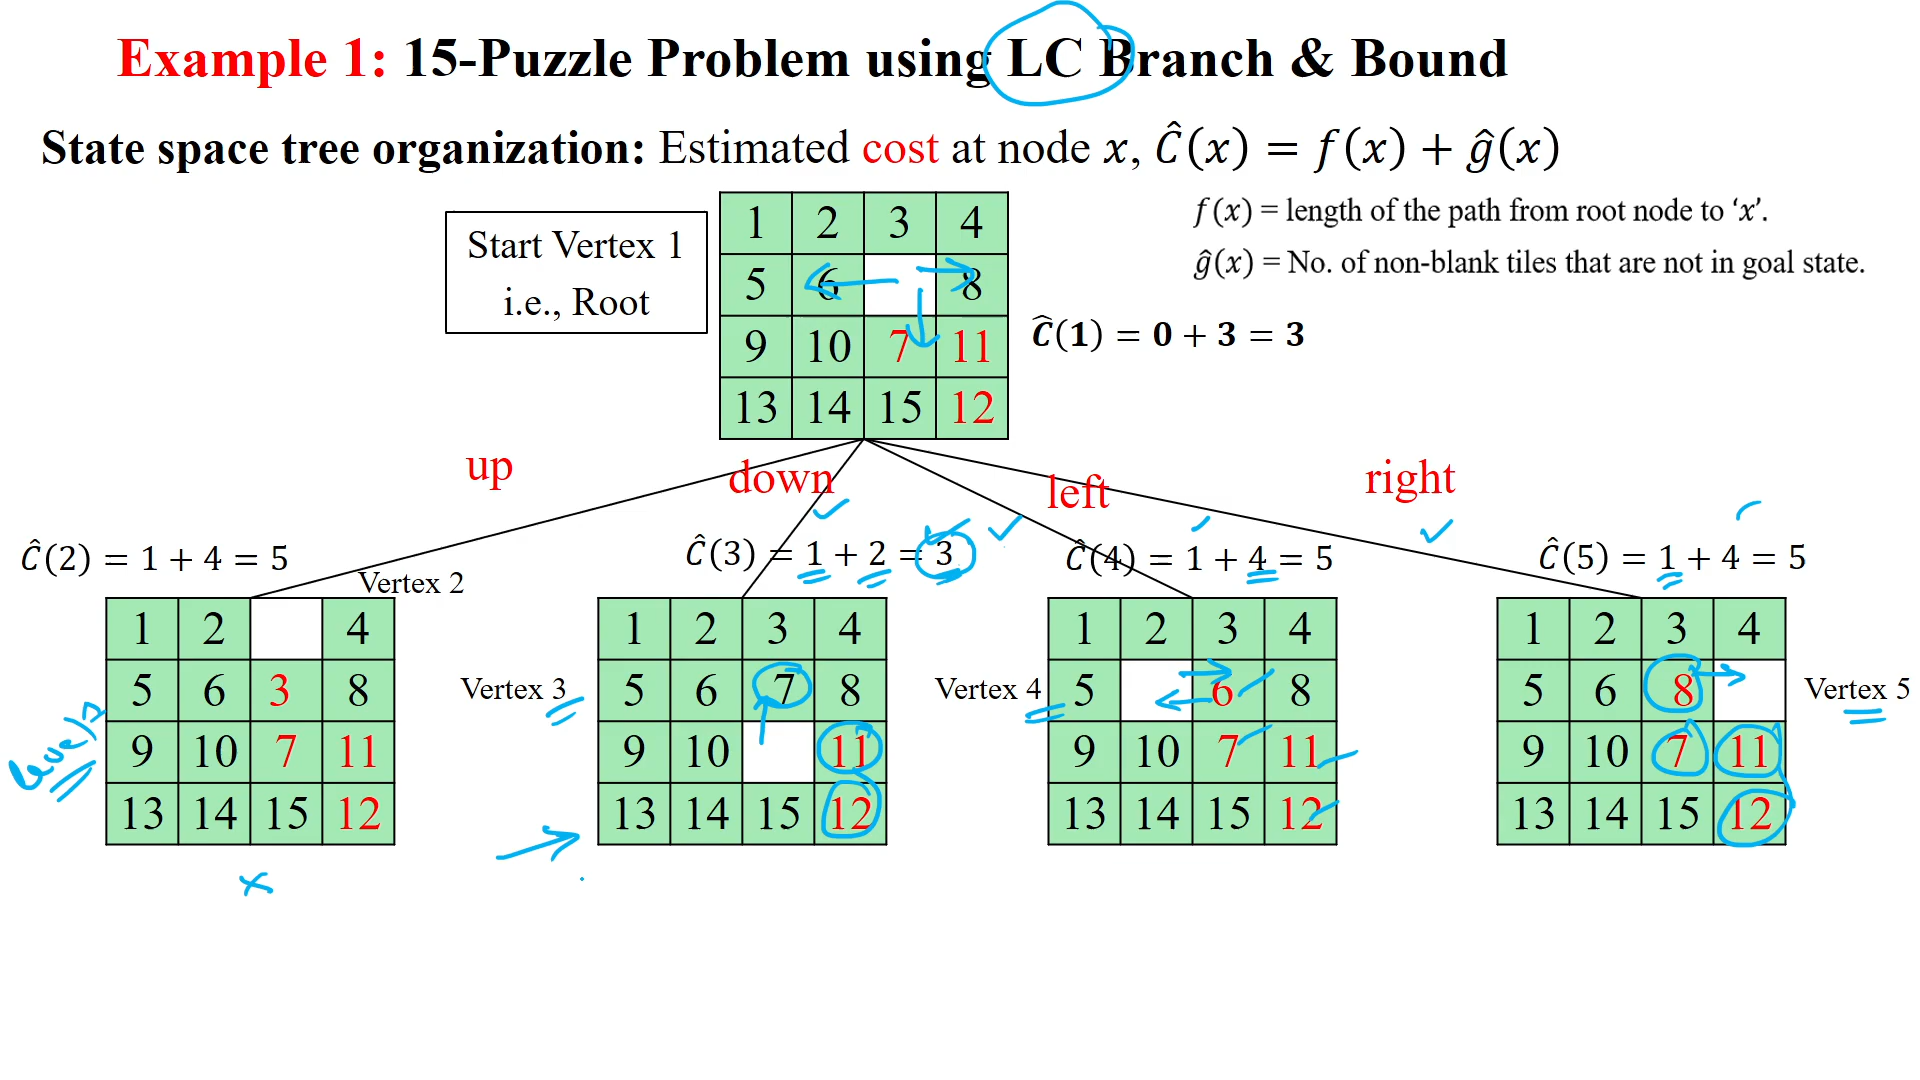 Example 1: 15-Puzzle Problem using LC Branch & Bound
State space tree organization: Estimated cost at node x, Ĉ(x) = f(x) + ĝ(x)
f(x) = length of the path from root node to ‘x’.
ĝ(x) = No. of non-blank tiles that are not in goal state.
Start Vertex 1
i.e., Root
1 2 3 4
5 6 8
9 10 7 11
13 14 15 12
Ĉ(1) = 0 + 3 = 3
up
down
left
right
Ĉ(2) = 1 + 4 = 5
Vertex 2
1 2 4
5 6 3 8
9 10 7 11
13 14 15 12
Ĉ(3) = 1 + 2 = 3
Vertex 3
1 2 3 4
5 6 7 8
9 10 11
13 14 15 12
Ĉ(4) = 1 + 4 = 5
Vertex 4
1 2 3 4
5 6 8
9 10 7 11
13 14 15 12
Ĉ(5) = 1 + 4 = 5
Vertex 5
1 2 3 4
5 6 8
9 10 7 11
13 14 15 12